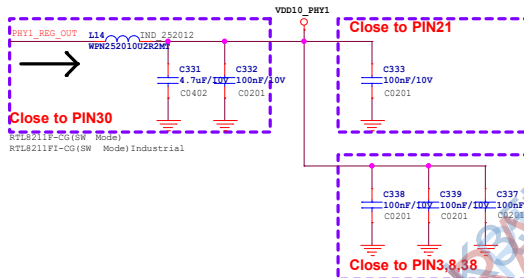 VDD10_PHY1
PHY1_REG_OUT
L14
IND_252012
WPN252010U2R2MT
Close to PIN21
C331
4.7uF/10V
C0402
C332
100nF/10V
C0201
C333
100nF/10V
C0201
Close to PIN30
RTL8211F-CG(SW Mode)
RTL8211FI-CG(SW Mode)Industrial
C338
100nF/10V
C0201
C339
100nF/10V
C0201
C337
100nF
C0201
Close to PIN3,8,38